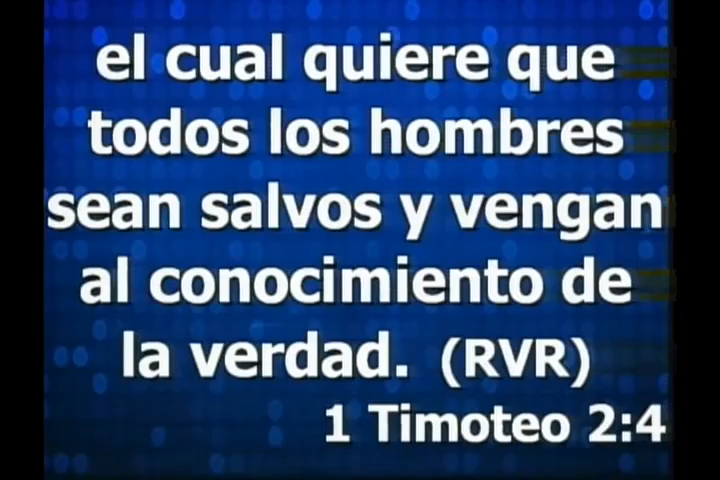 el cual quiere que
todos los hombres
sean salvos y vengan
al conocimiento de
la verdad. (RVR)
1 Timoteo 2:4